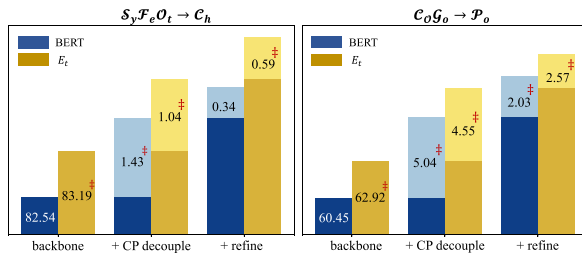 𝓢ᵧ𝓕ₑ𝓞ₜ → 𝓒ₕ
BERT
Eₜ
82.54
83.19‡
1.43‡
1.04‡
0.34
0.59‡
backbone
+ CP decouple
+ refine
𝓒_𝓞𝓖ₒ → 𝓟ₒ
BERT
Eₜ
60.45
62.92‡
5.04‡
4.55‡
2.03‡
2.57‡
backbone
+ CP decouple
+ refine